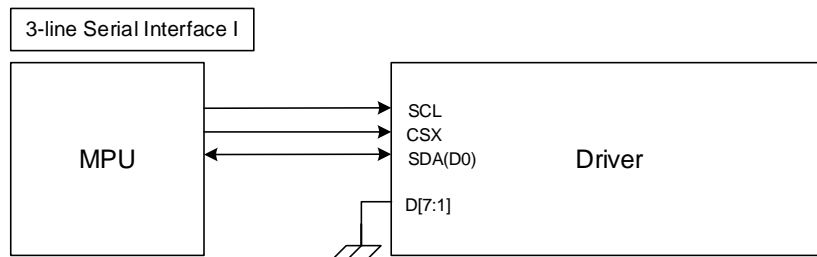 3-line Serial Interface I
MPU
SCL
CSX
SDA(D0)
D[7:1]
Driver